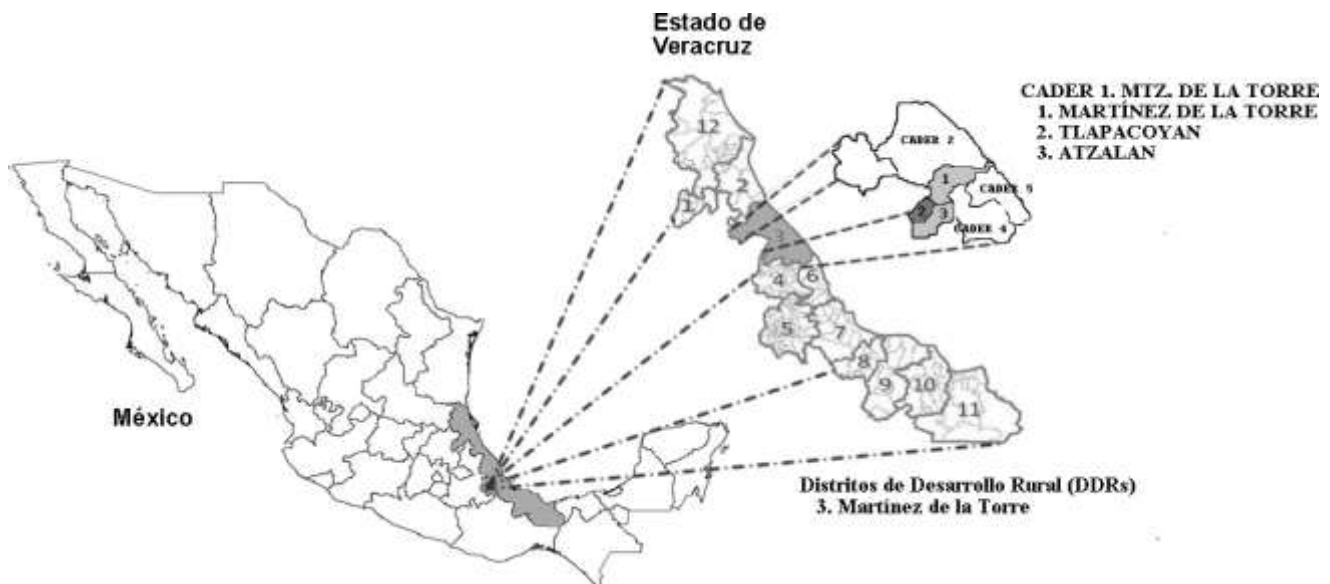 Estado de
Veracruz
CADER 1. MTZ. DE LA TORRE
1. MARTÍNEZ DE LA TORRE
2. TLAPACOYAN
3. ATZALAN
12
2
1
3
4
6
5
7
8
9
10
11
CADER 2
1
CADER 5
2
3
CADER 4
México
Distritos de Desarrollo Rural (DDRs)
3. Martínez de la Torre